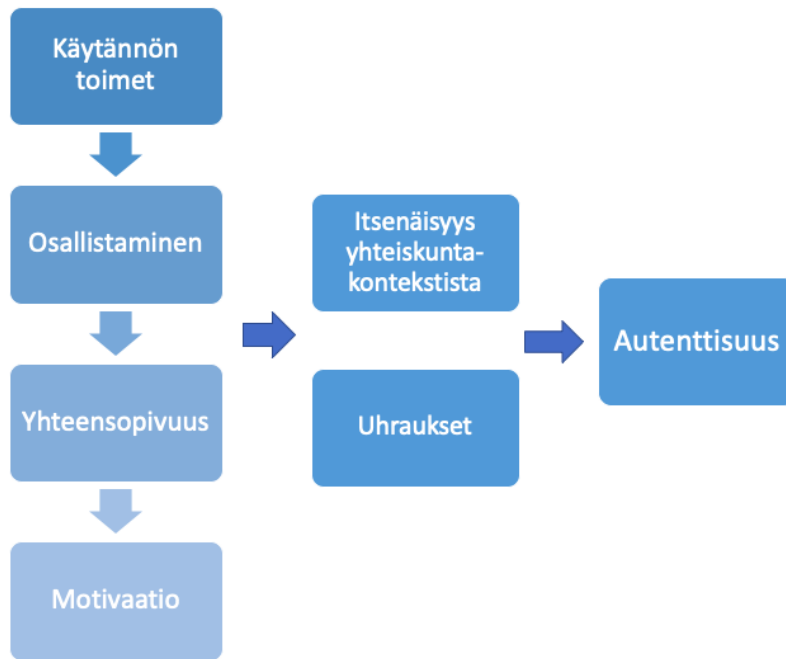 Käytännön
toimet
Osallistaminen
Yhteensopivuus
Motivaatio
Itsenäisyys
yhteiskunta-
kontekstista
Uhraukset
Autenttisuus